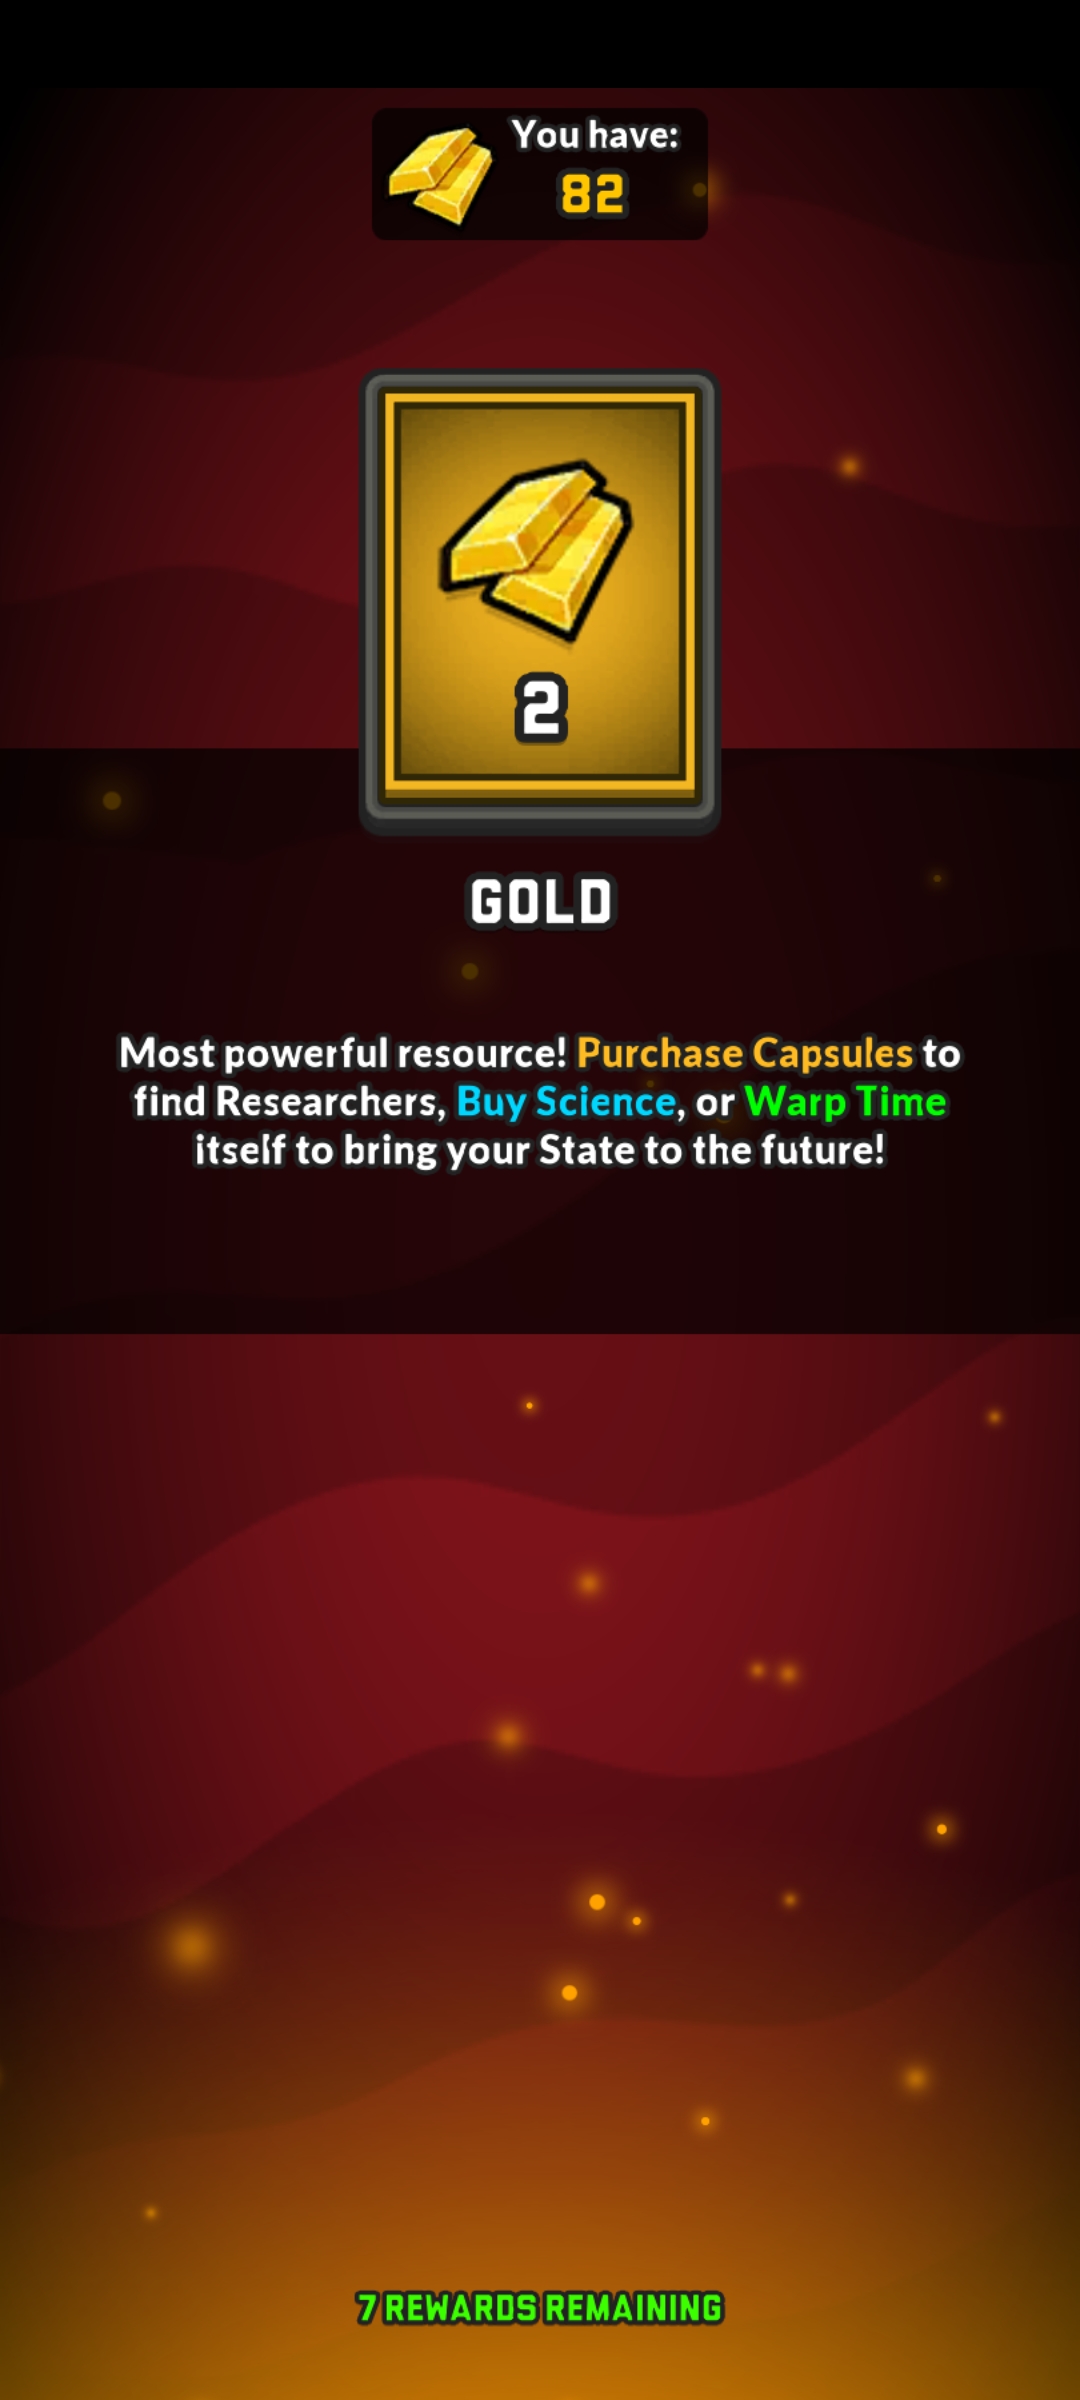 You have:
82
2
GOLD
Most powerful resource! Purchase Capsules to
find Researchers, Buy Science, or Warp Time
itself to bring your State to the future!
7 REWARDS REMAINING